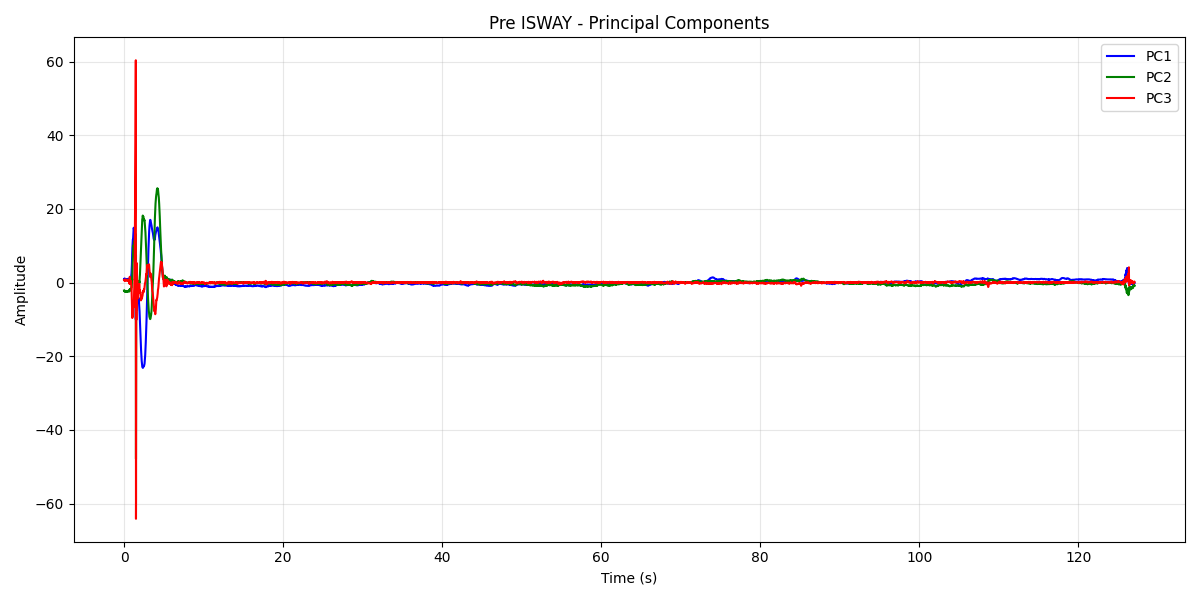 Pre ISWAY - Principal Components
PC1
PC2
PC3
Amplitude
60
40
20
0
−20
−40
−60
0 20 40 60 80 100 120
Time (s)